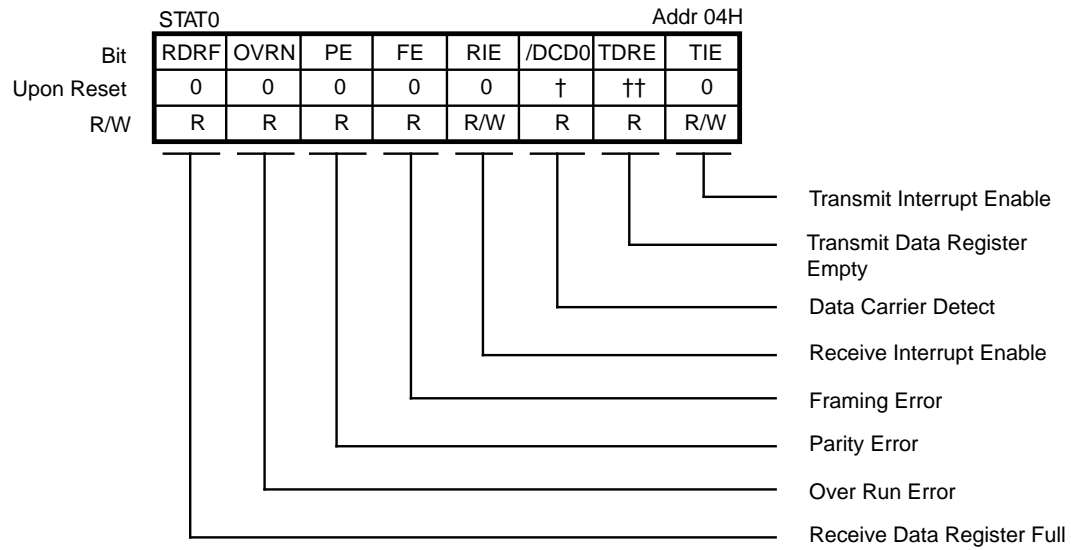 STAT0 Addr 04H
Bit RDRF OVRN PE FE RIE /DCD0 TDRE TIE
Upon Reset 0 0 0 0 0 † †† 0
R/W R R R R R/W R R R/W
Transmit Interrupt Enable
Transmit Data Register
Empty
Data Carrier Detect
Receive Interrupt Enable
Framing Error
Parity Error
Over Run Error
Receive Data Register Full